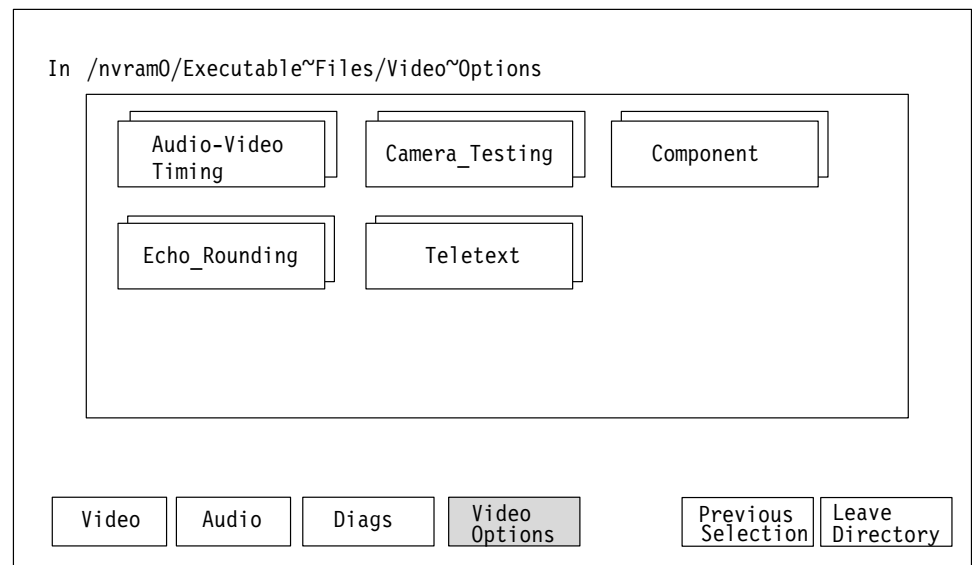 In /nvram0/Executable~Files/Video~Options
Audio-Video
Timing
Camera_Testing
Component
Echo_Rounding
Teletext
Video
Audio
Diags
Video
Options
Previous
Selection
Leave
Directory